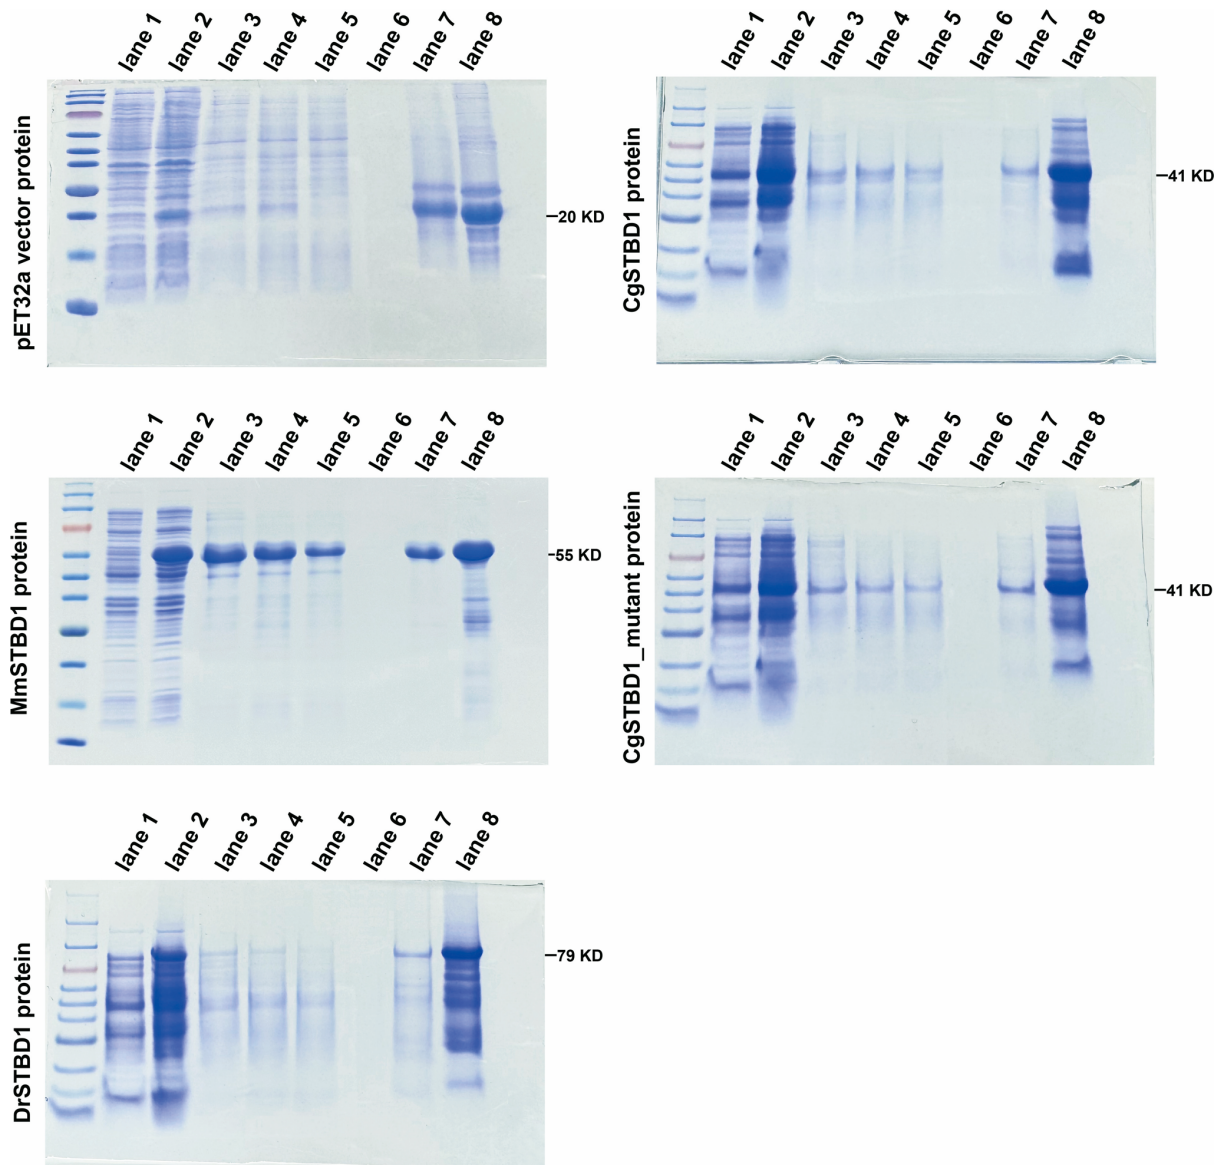 lane 1 lane 2 lane 3 lane 4 lane 5 lane 6 lane 7 lane 8
pET32a vector protein
20 KD
lane 1 lane 2 lane 3 lane 4 lane 5 lane 6 lane 7 lane 8
CgSTBD1 protein
41 KD
lane 1 lane 2 lane 3 lane 4 lane 5 lane 6 lane 7 lane 8
MmSTBD1 protein
55 KD
lane 1 lane 2 lane 3 lane 4 lane 5 lane 6 lane 7 lane 8
CgSTBD1_mutant protein
41 KD
lane 1 lane 2 lane 3 lane 4 lane 5 lane 6 lane 7 lane 8
DrSTBD1 protein
79 KD